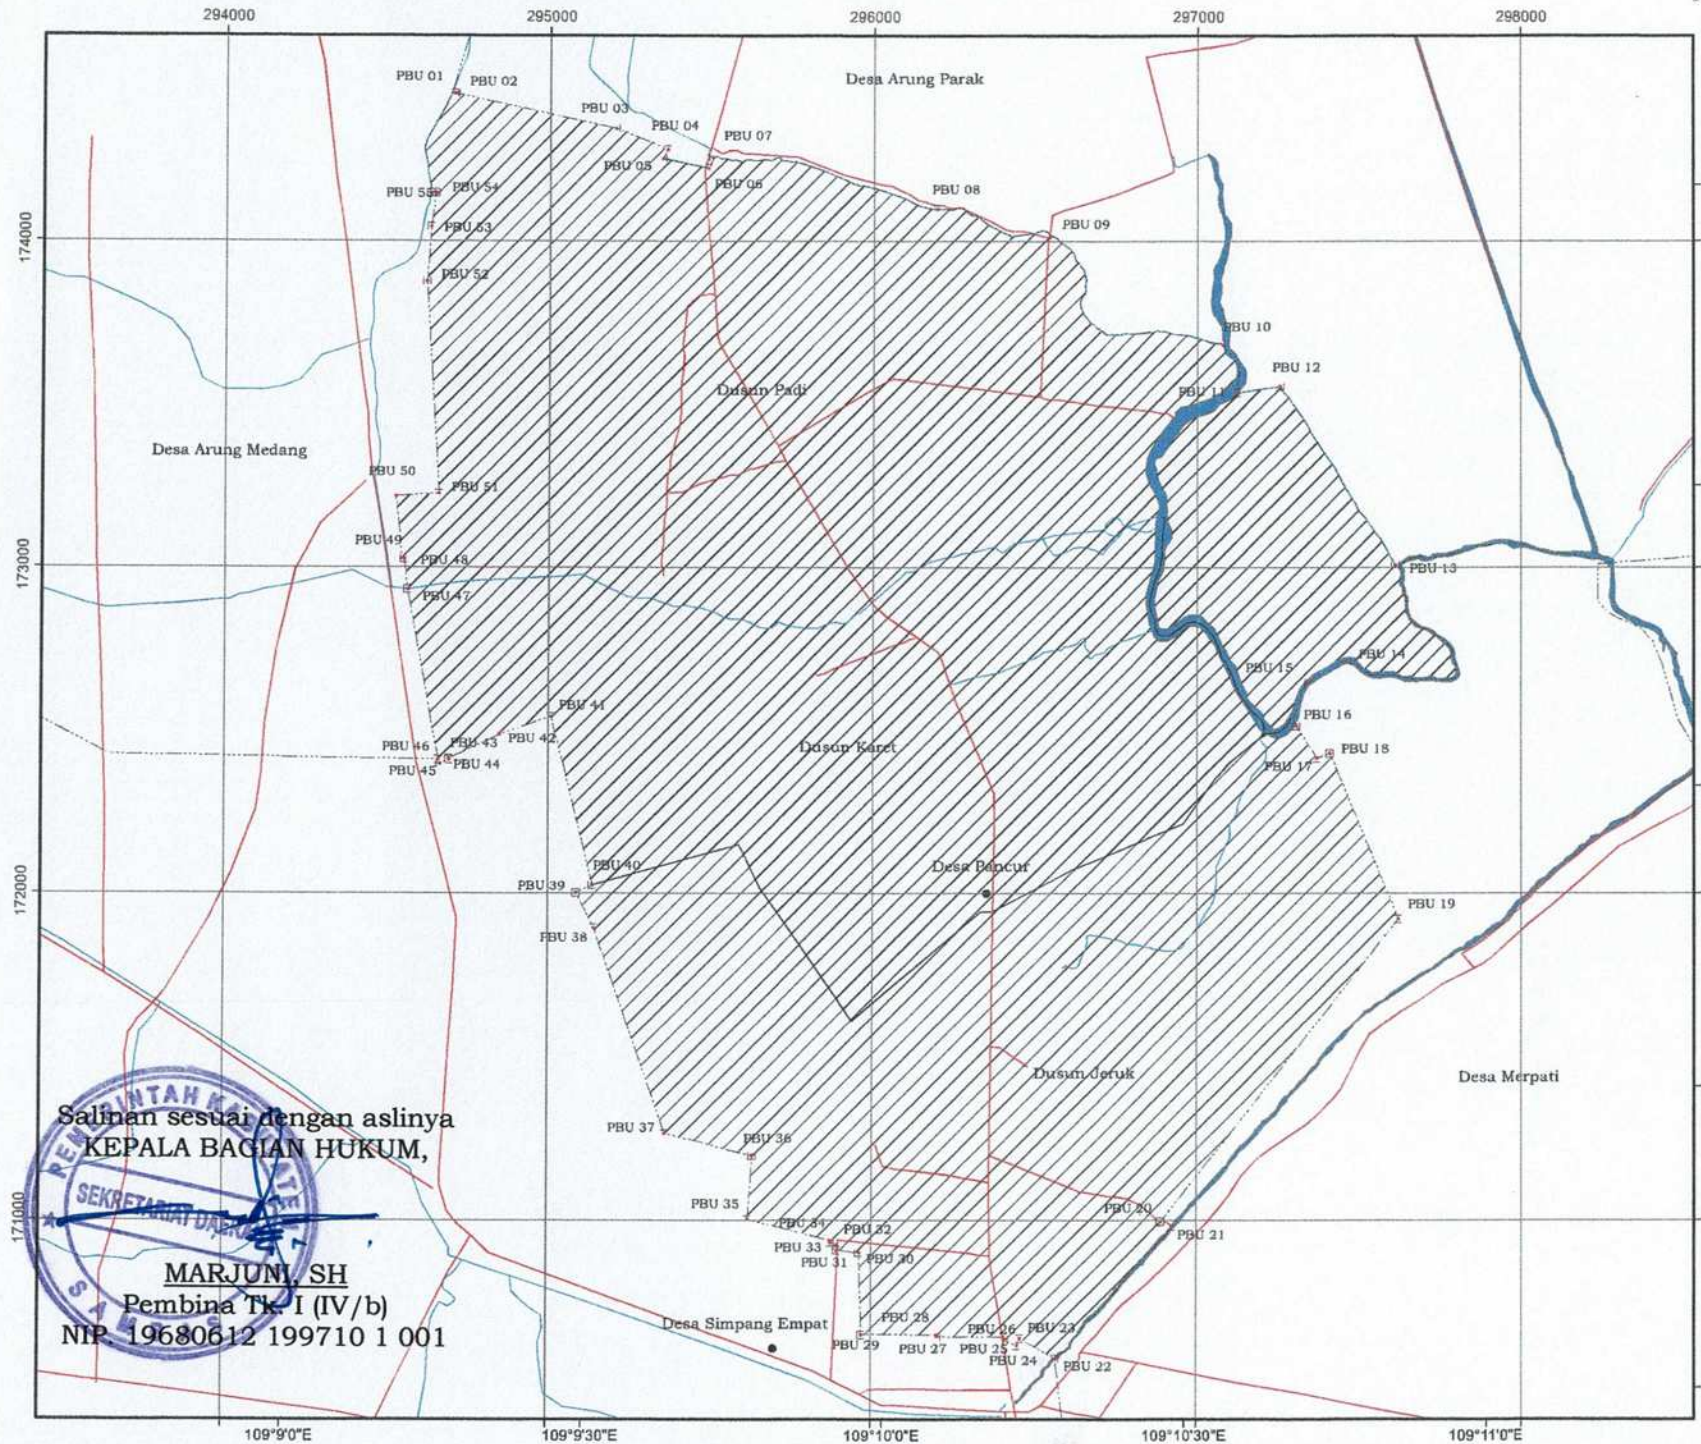 294000
295000
296000
297000
298000
174000
173000
172000
171000
Desa Arung Parak
PBU 01
PBU 02
PBU 03
PBU 04
PBU 05
PBU 06
PBU 07
PBU 08
PBU 09
PBU 10
PBU 11
PBU 12
PBU 13
PBU 14
PBU 15
PBU 16
PBU 17
PBU 18
PBU 19
PBU 20
PBU 21
PBU 22
PBU 23
PBU 24
PBU 25
PBU 26
PBU 27
PBU 28
PBU 29
PBU 30
PBU 31
PBU 32
PBU 33
PBU 34
PBU 35
PBU 36
PBU 37
PBU 38
PBU 39
PBU 40
PBU 41
PBU 42
PBU 43
PBU 44
PBU 45
PBU 46
PBU 47
PBU 48
PBU 49
PBU 50
PBU 51
PBU 52
PBU 53
PBU 54
PBU 55
Dusun Padi
Desa Arung Medang
Dusun Karet
Desa Pancur
Dusun Jeruk
Desa Merpati
Desa Simpang Empat
Salinan sesuai dengan aslinya
KEPALA BAGIAN HUKUM,
PEMERINTAH KABUPATEN
SEKRETARIAT DAERAH
SAMBAS
MARJUNI, SH
Pembina Tk. I (IV/b)
NIP. 19680612 199710 1 001
109°9'0"E
109°9'30"E
109°10'0"E
109°10'30"E
109°11'0"E